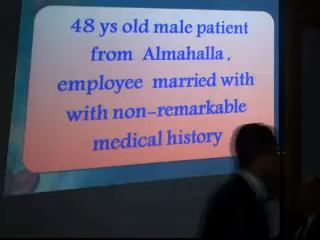 48 ys old male patient
from Almahalla,
employee married with
with non-remarkable
medical history